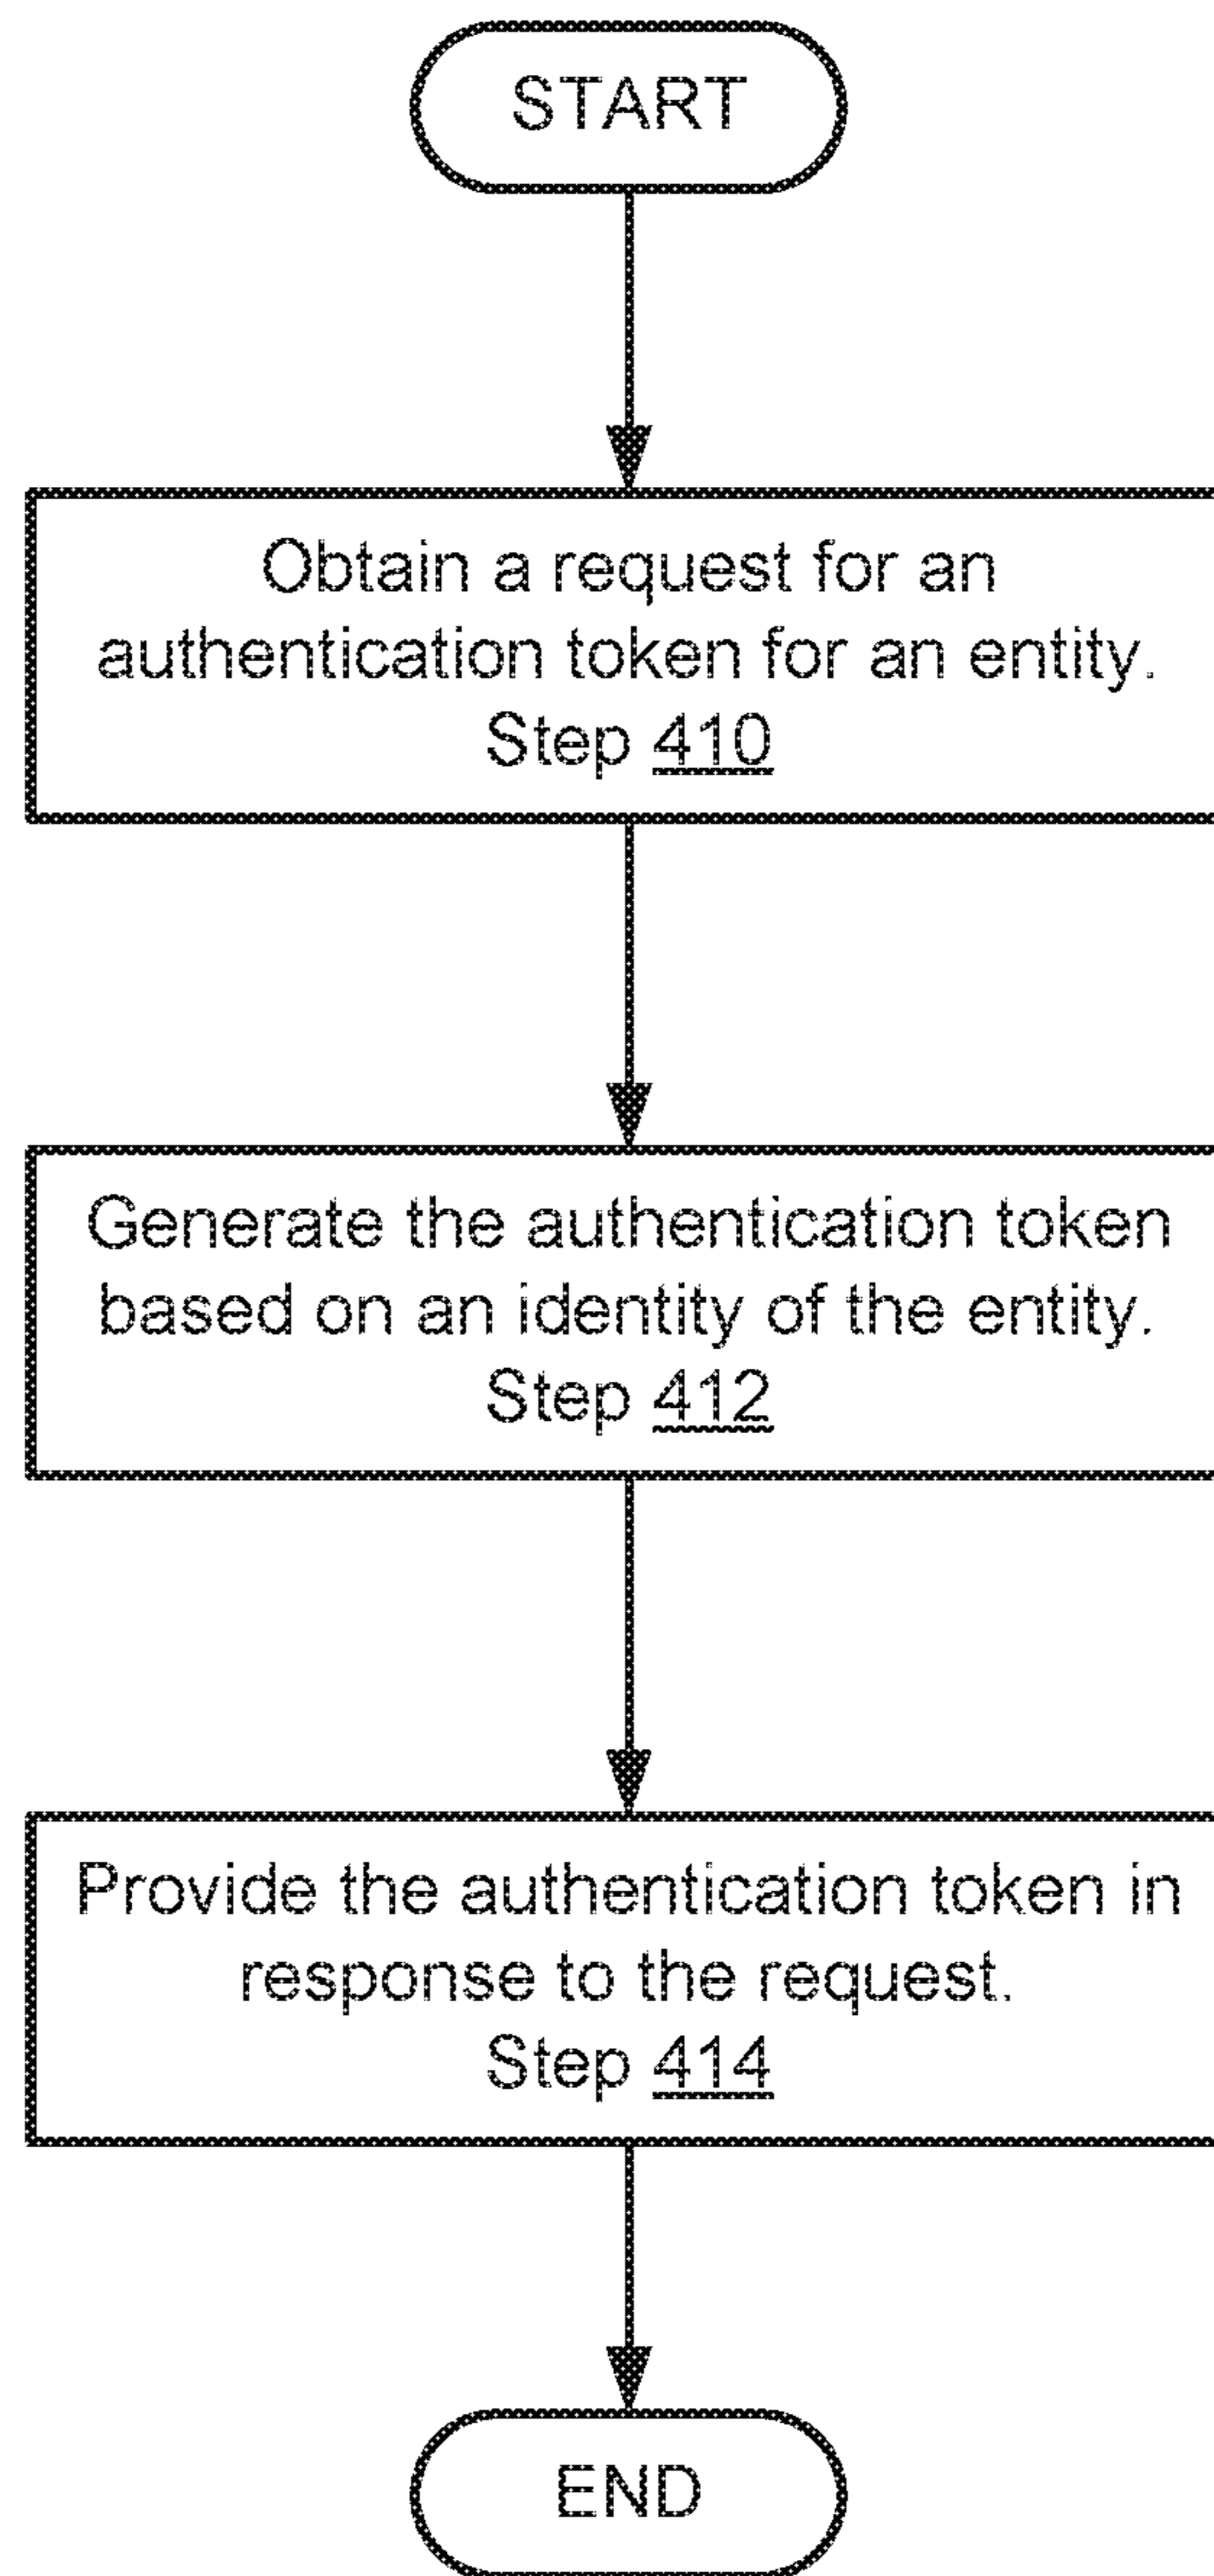 START
Obtain a request for an
authentication token for an entity.
Step 410
Generate the authentication token
based on an identity of the entity.
Step 412
Provide the authentication token in
response to the request.
Step 414
END